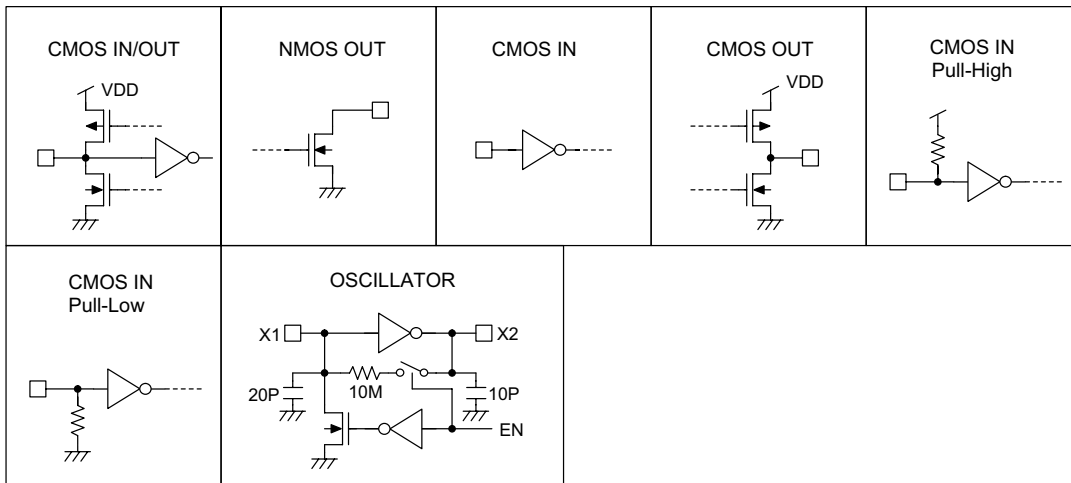 CMOS IN/OUT
VDD
NMOS OUT
CMOS IN
CMOS OUT
VDD
CMOS IN
Pull-High
CMOS IN
Pull-Low
OSCILLATOR
X1
X2
20P
10M
10P
EN